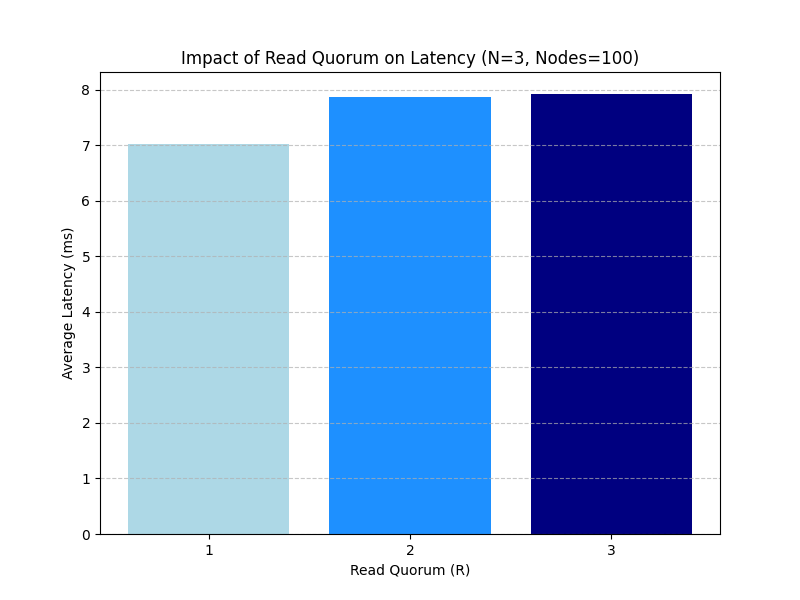 Impact of Read Quorum on Latency (N=3, Nodes=100)
Average Latency (ms)
8
7
6
5
4
3
2
1
0
1 2 3
Read Quorum (R)